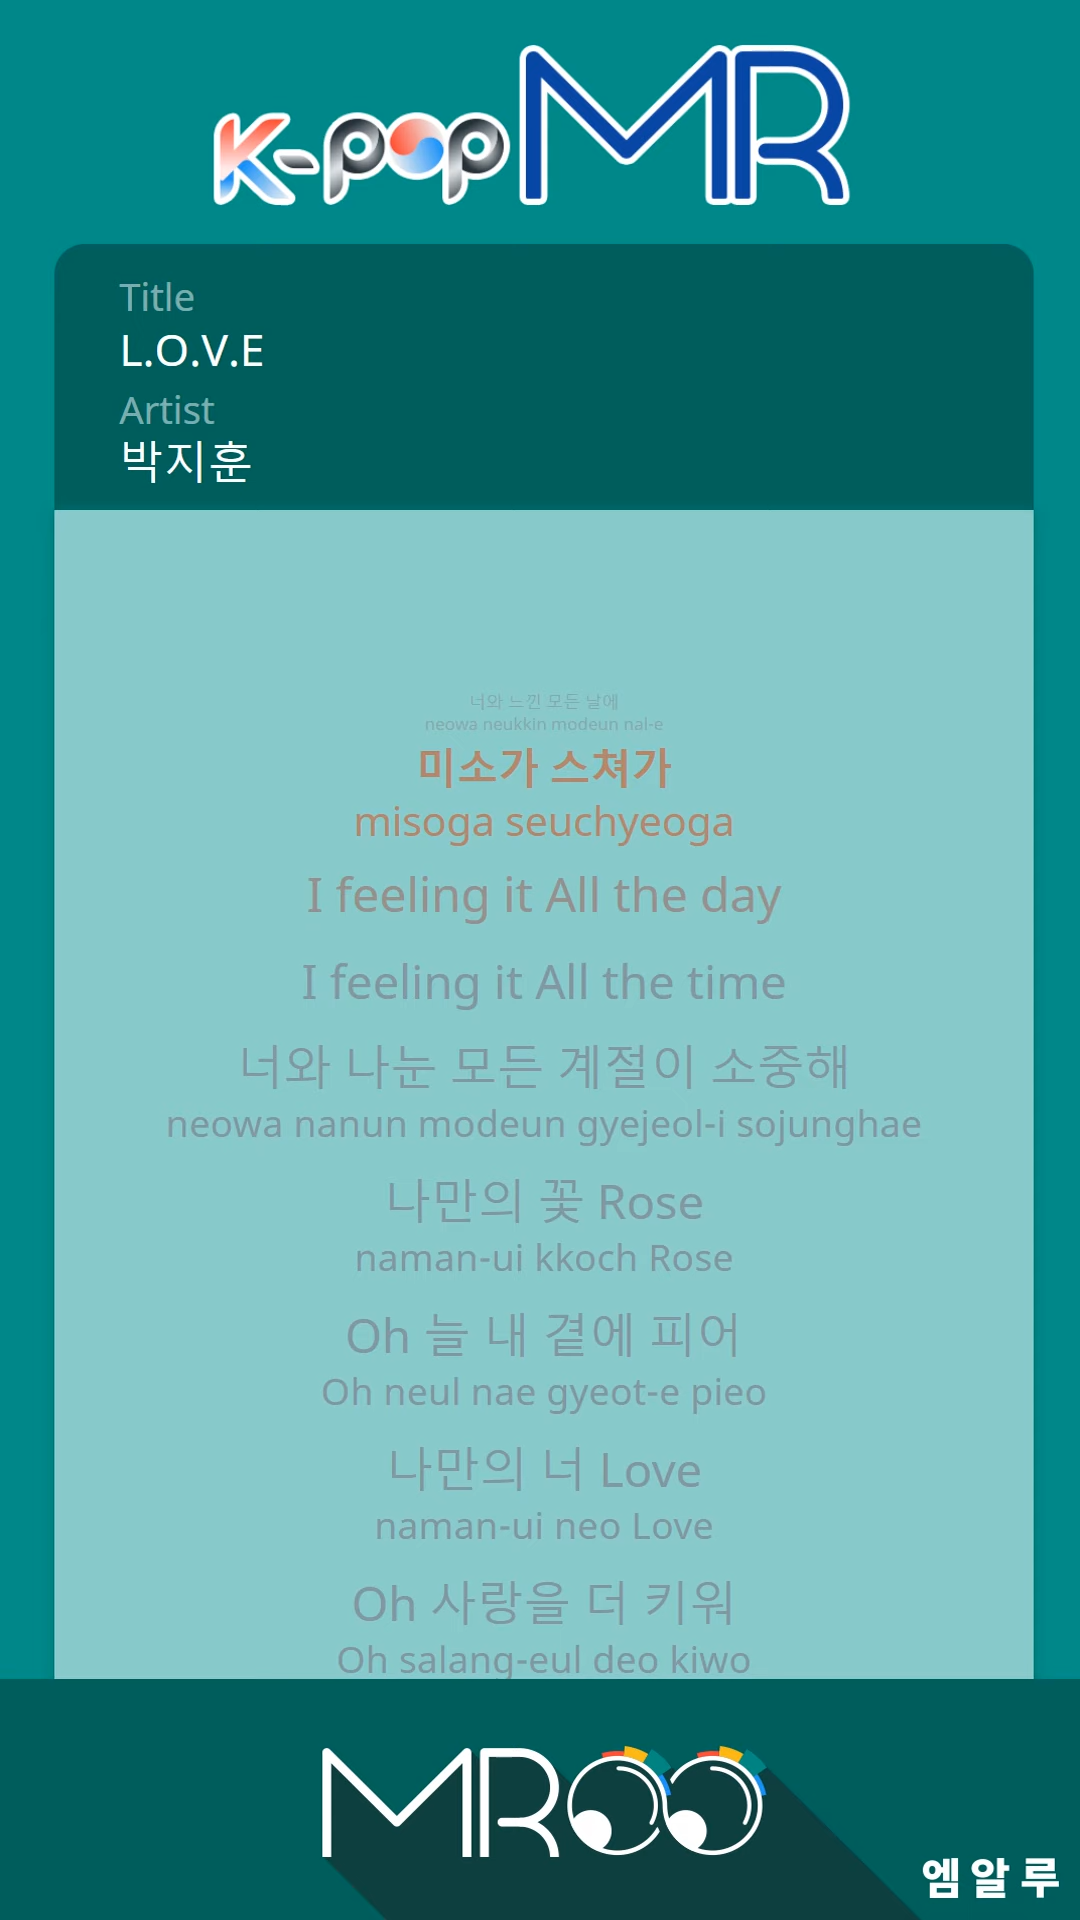 K-pop MR
Title
L.O.V.E
Artist
박지훈
너와 느낀 모든 날에
neowa neukkin modeun nal-e
미소가 스쳐가
misoga seuchyeoga
I feeling it All the day
I feeling it All the time
너와 나눈 모든 계절이 소중해
neowa nanun modeun gyejeol-i sojunghae
나만의 꽃 Rose
naman-ui kkoch Rose
Oh 늘 내 곁에 피어
Oh neul nae gyeot-e pieo
나만의 너 Love
naman-ui neo Love
Oh 사랑을 더 키워
Oh salang-eul deo kiwo
MROO
엠알루